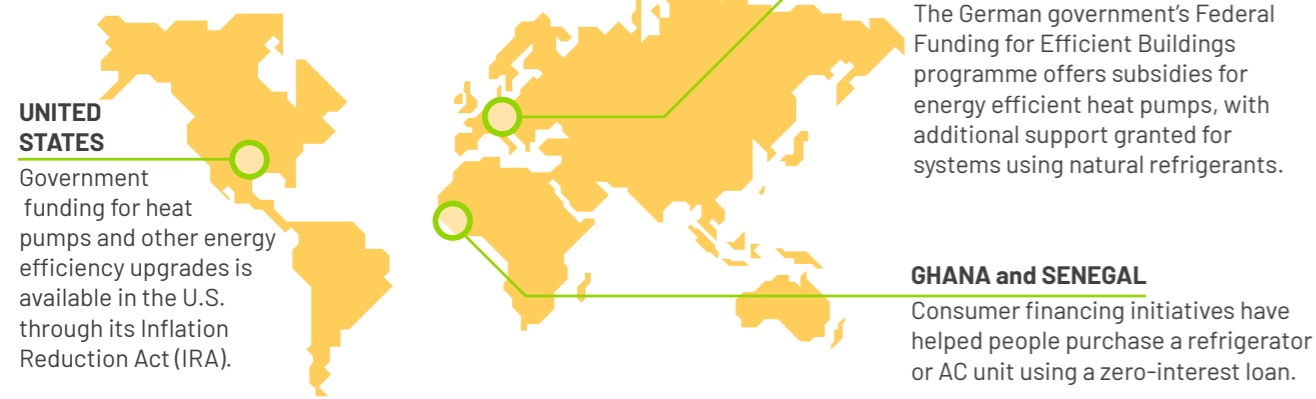 UNITED
STATES
Government
funding for heat
pumps and other energy
efficiency upgrades is
available in the U.S.
through its Inflation
Reduction Act (IRA).
The German government's Federal
Funding for Efficient Buildings
programme offers subsidies for
energy efficient heat pumps, with
additional support granted for
systems using natural refrigerants.
GHANA and SENEGAL
Consumer financing initiatives have
helped people purchase a refrigerator
or AC unit using a zero-interest loan.